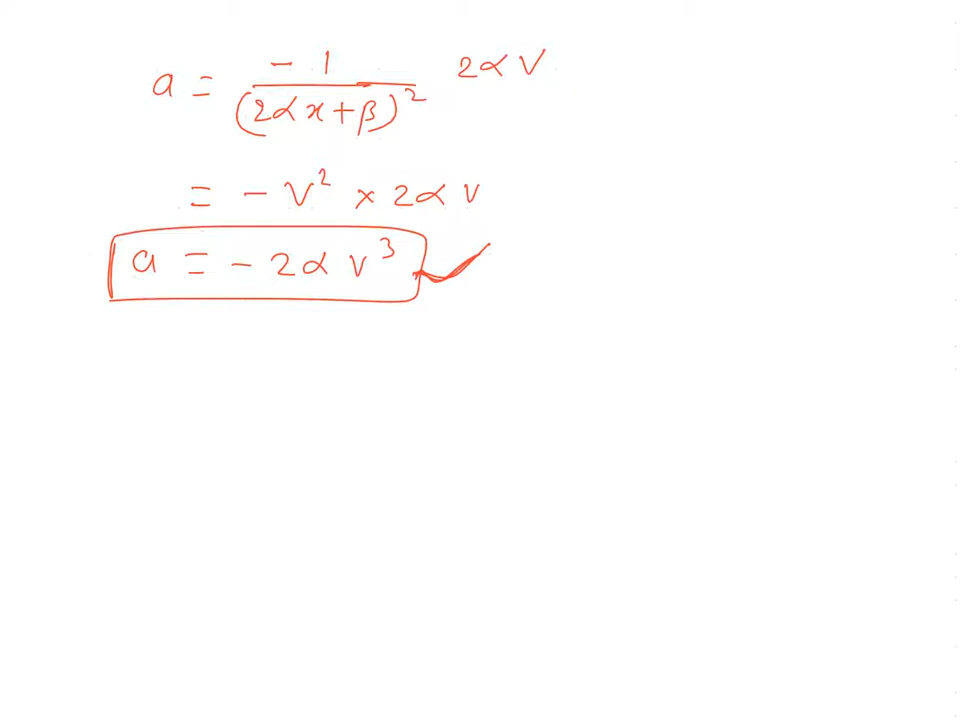 a = -1/(2αx+β)² 2αv
= -v² × 2αv
a = -2αv³